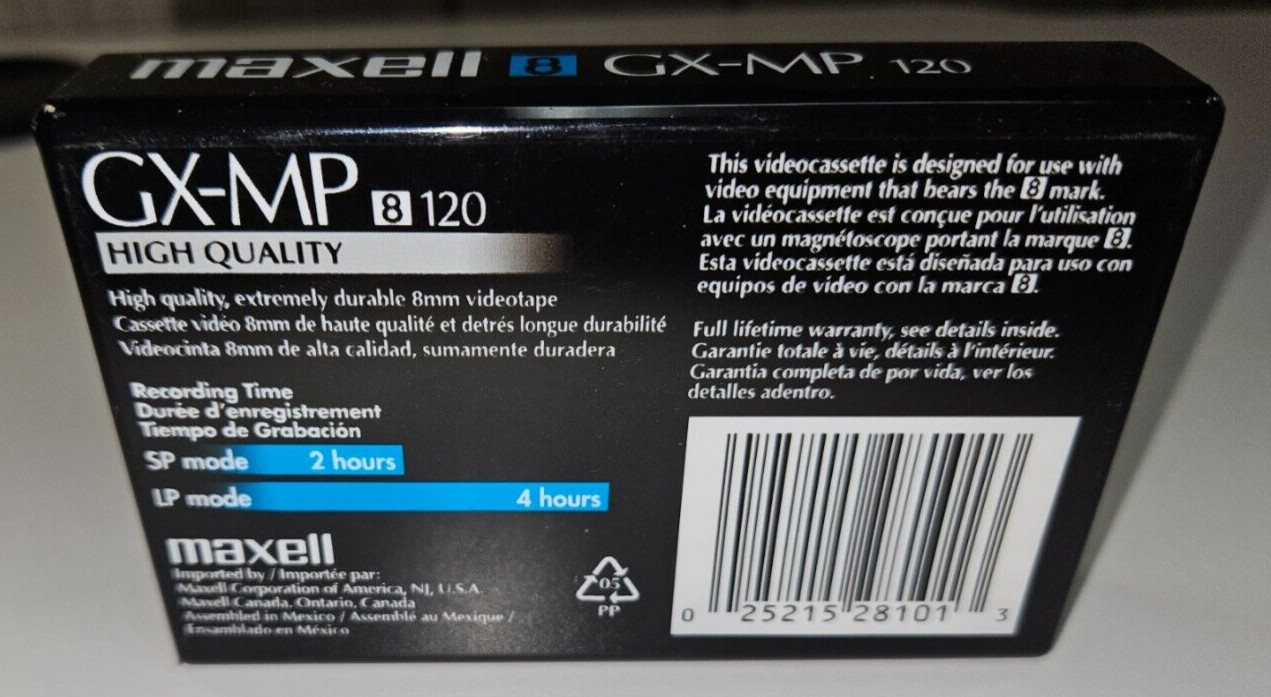 maxell 8 GX-MP 120
GX-MP 8 120
HIGH QUALITY
High quality, extremely durable 8mm videotape
Cassette vidéo 8mm de haute qualité et detrés longue durabilité
Videocinta 8mm de alta calidad, sumamente duradera
Recording Time
Durée d'enregistrement
Tiempo de Grabación
SP mode 2 hours
LP mode 4 hours
maxell
Imported by / Importée par:
Maxell Corporation of America, NJ, U.S.A.
Maxell Canada, Ontario, Canada
Assembled in Mexico / Assemblé au Mexique /
Ensamblado en México
05
PP
This videocassette is designed for use with
video equipment that bears the 8 mark.
La vidéocassette est conçue pour l'utilisation
avec un magnétoscope portant la marque 8.
Esta videocassette está diseñada para uso con
equipos de video con la marca 8.
Full lifetime warranty, see details inside.
Garantie totale à vie, détails à l'intérieur.
Garantia completa de por vida, ver los
detalles adentro.
0 25215 28101 3